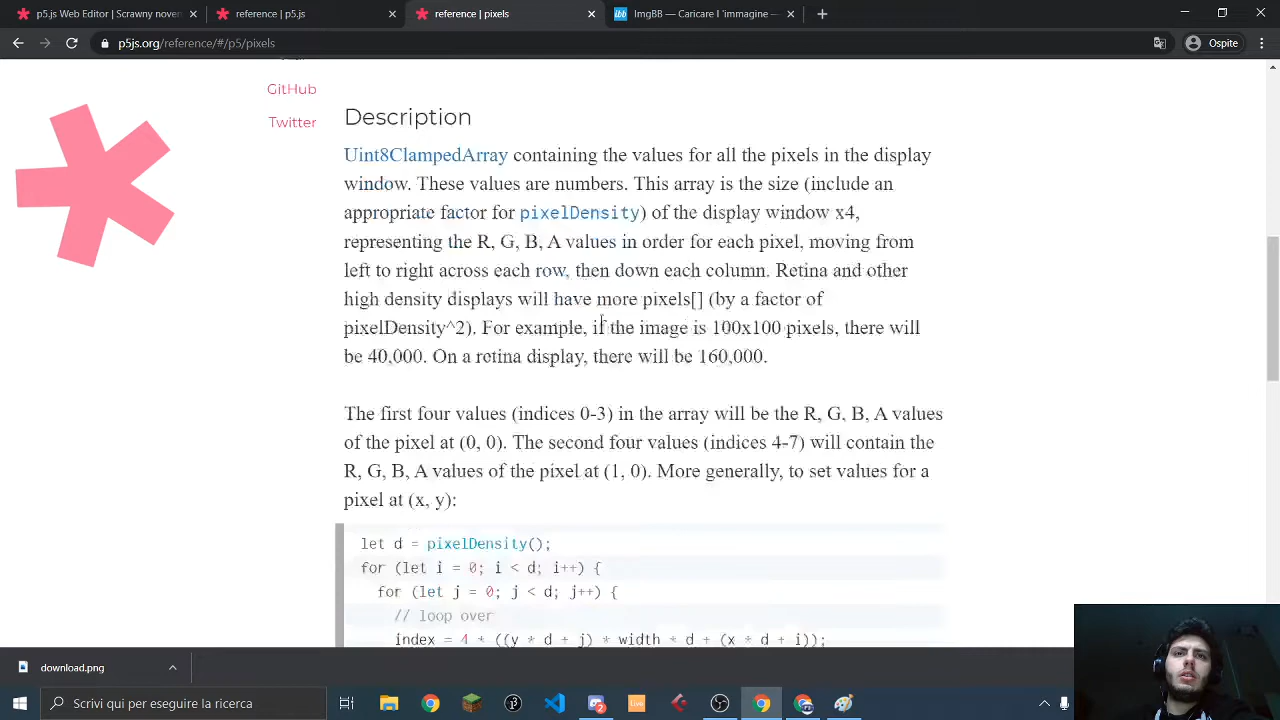 p5.js Web Editor | Scrawny noven
reference | p5.js
reference | pixels
ibb
ImgBB — Caricare l'immagine —
p5js.org/reference/#/p5/pixels
Ospite
GitHub
Twitter
Description
Uint8ClampedArray containing the values for all the pixels in the display
window. These values are numbers. This array is the size (include an
appropriate factor for pixelDensity) of the display window x4,
representing the R, G, B, A values in order for each pixel, moving from
left to right across each row, then down each column. Retina and other
high density displays will have more pixels[] (by a factor of
pixelDensity^2). For example, if the image is 100x100 pixels, there will
be 40,000. On a retina display, there will be 160,000.
The first four values (indices 0-3) in the array will be the R, G, B, A values
of the pixel at (0, 0). The second four values (indices 4-7) will contain the
R, G, B, A values of the pixel at (1, 0). More generally, to set values for a
pixel at (x, y):
let d = pixelDensity();
for (let i = 0; i < d; i++) {
for (let j = 0; j < d; j++) {
// loop over
index = 4 * ((y * d + j) * width * d + (x * d + i));
download.png
Scrivi qui per eseguire la ricerca
Live